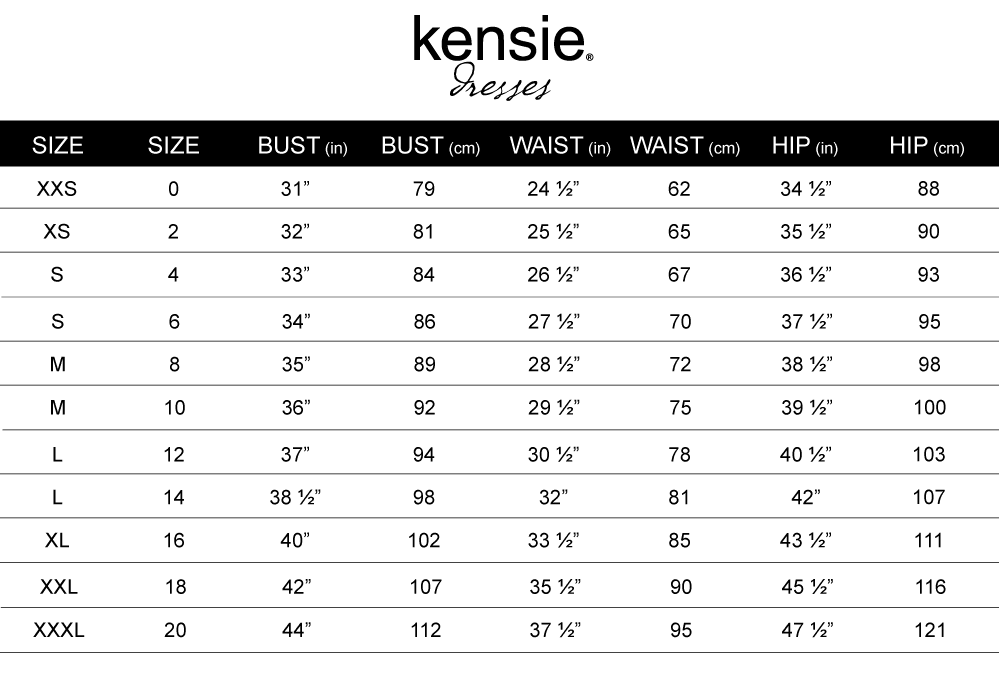 kensie®
dresses
SIZE SIZE BUST (in) BUST (cm) WAIST (in) WAIST (cm) HIP (in) HIP (cm)
XXS 0 31” 79 24 ½” 62 34 ½” 88
XS 2 32” 81 25 ½” 65 35 ½” 90
S 4 33” 84 26 ½” 67 36 ½” 93
S 6 34” 86 27 ½” 70 37 ½” 95
M 8 35” 89 28 ½” 72 38 ½” 98
M 10 36” 92 29 ½” 75 39 ½” 100
L 12 37” 94 30 ½” 78 40 ½” 103
L 14 38 ½” 98 32” 81 42” 107
XL 16 40” 102 33 ½” 85 43 ½” 111
XXL 18 42” 107 35 ½” 90 45 ½” 116
XXXL 20 44” 112 37 ½” 95 47 ½” 121